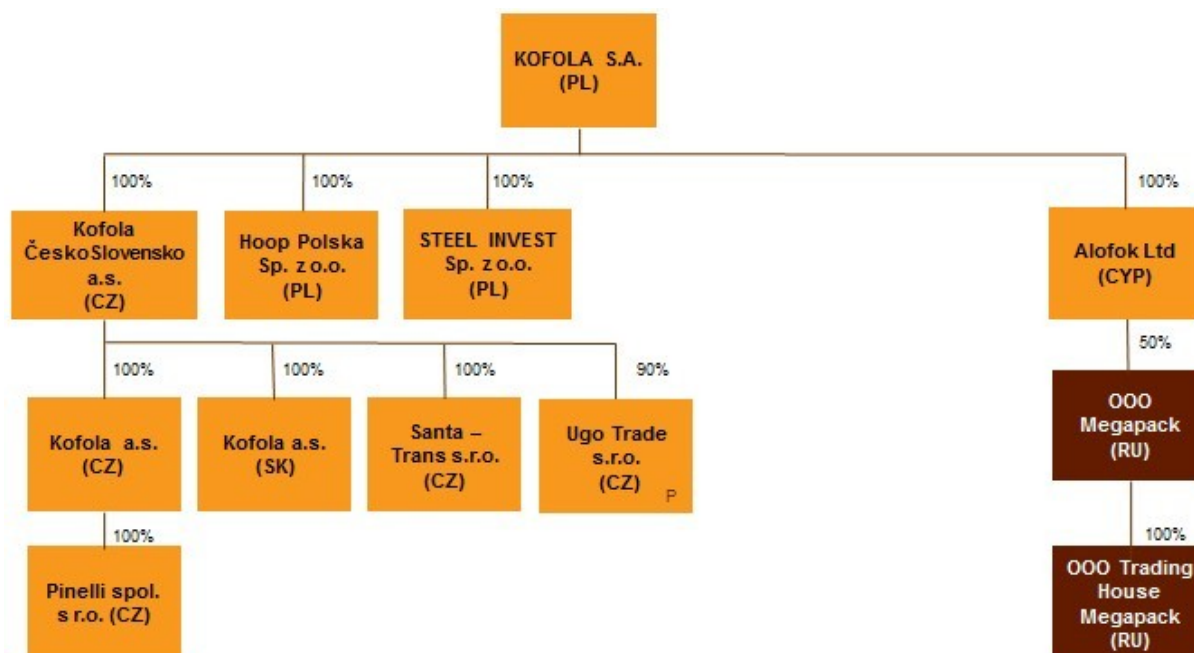 KOFOLA S.A.
(PL)
100%
100%
100%
100%
Kofola
ČeskoSlovensko
a.s.
(CZ)
Hoop Polska
Sp. z o.o.
(PL)
STEEL INVEST
Sp. z o.o.
(PL)
Alofok Ltd
(CYP)
100%
100%
100%
90%
50%
Kofola a.s.
(CZ)
Kofola a.s.
(SK)
Santa –
Trans s.r.o.
(CZ)
Ugo Trade
s.r.o.
(CZ)
P
OOO
Megapack
(RU)
100%
100%
Pinelli spol.
s r.o. (CZ)
OOO Trading
House
Megapack
(RU)